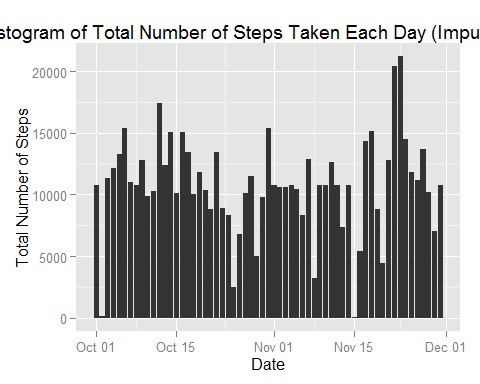 stogram of Total Number of Steps Taken Each Day (Impu
Total Number of Steps
20000
15000
10000
5000
0
Oct 01 Oct 15 Nov 01 Nov 15 Dec 01
Date